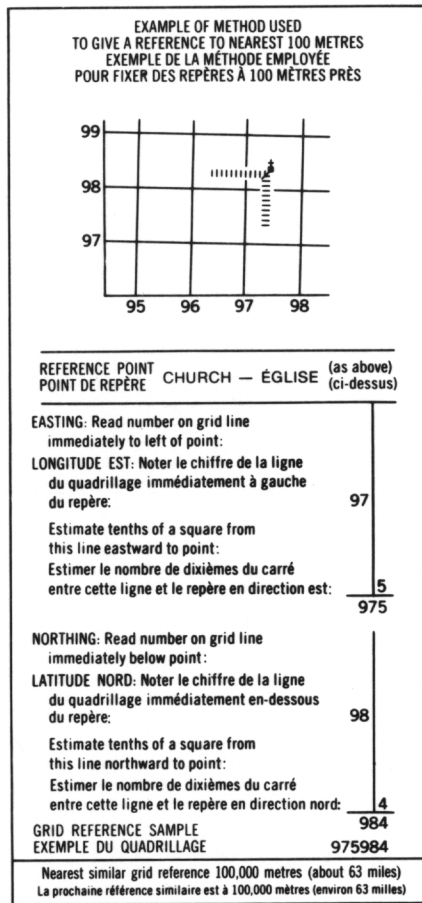 EXAMPLE OF METHOD USED
TO GIVE A REFERENCE TO NEAREST 100 METRES
EXEMPLE DE LA MÉTHODE EMPLOYÉE
POUR FIXER DES REPÈRES À 100 MÈTRES PRÈS
99
98
97
95 96 97 98
REFERENCE POINT
POINT DE REPÈRE
CHURCH — ÉGLISE
(as above)
(ci-dessus)
EASTING: Read number on grid line
immediately to left of point:
LONGITUDE EST: Noter le chiffre de la ligne
du quadrillage immédiatement à gauche
du repère: 97
Estimate tenths of a square from
this line eastward to point:
Estimer le nombre de dixièmes du carré
entre cette ligne et le repère en direction est: 5
975
NORTHING: Read number on grid line
immediately below point:
LATITUDE NORD: Noter le chiffre de la ligne
du quadrillage immédiatement en-dessous
du repère: 98
Estimate tenths of a square from
this line northward to point:
Estimer le nombre de dixièmes du carré
entre cette ligne et le repère en direction nord: 4
984
GRID REFERENCE SAMPLE
EXEMPLE DU QUADRILLAGE 975984
Nearest similar grid reference 100,000 metres (about 63 miles)
La prochaine référence similaire est à 100,000 mètres (environ 63 milles)